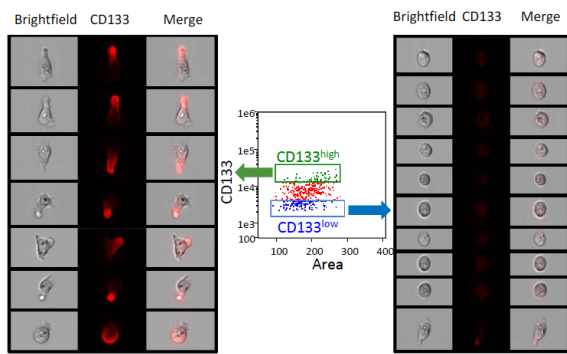 Brightfield CD133 Merge
Brightfield CD133 Merge
1e6
1e5
1e4
1e3
100
CD133
CD133high
CD133low
100 200 300 400
Area